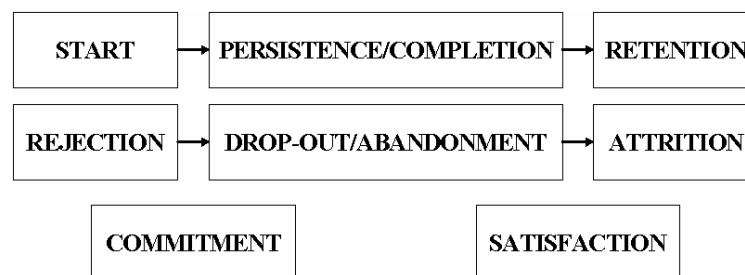 START PERSISTENCE/COMPLETION RETENTION
REJECTION DROP-OUT/ABANDONMENT ATTRITION
COMMITMENT SATISFACTION